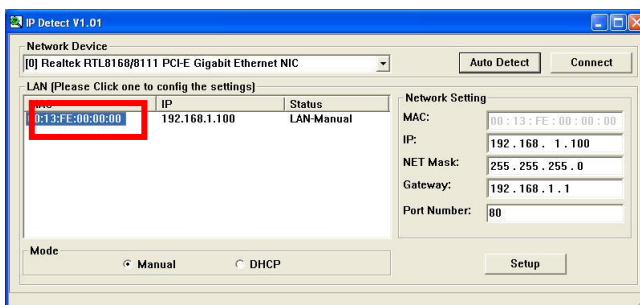 IP Detect V1.01
Network Device
[0] Realtek RTL8168/8111 PCI-E Gigabit Ethernet NIC
Auto Detect
Connect
LAN (Please Click one to config the settings)
IP Status
00:13:FE:00:00:00 192.168.1.100 LAN-Manual
Network Setting
MAC: 00 : 13 : FE : 00 : 00 : 00
IP: 192 . 168 . 1 . 100
NET Mask: 255 . 255 . 255 . 0
Gateway: 192 . 168 . 1 . 1
Port Number: 80
Mode
Manual DHCP
Setup